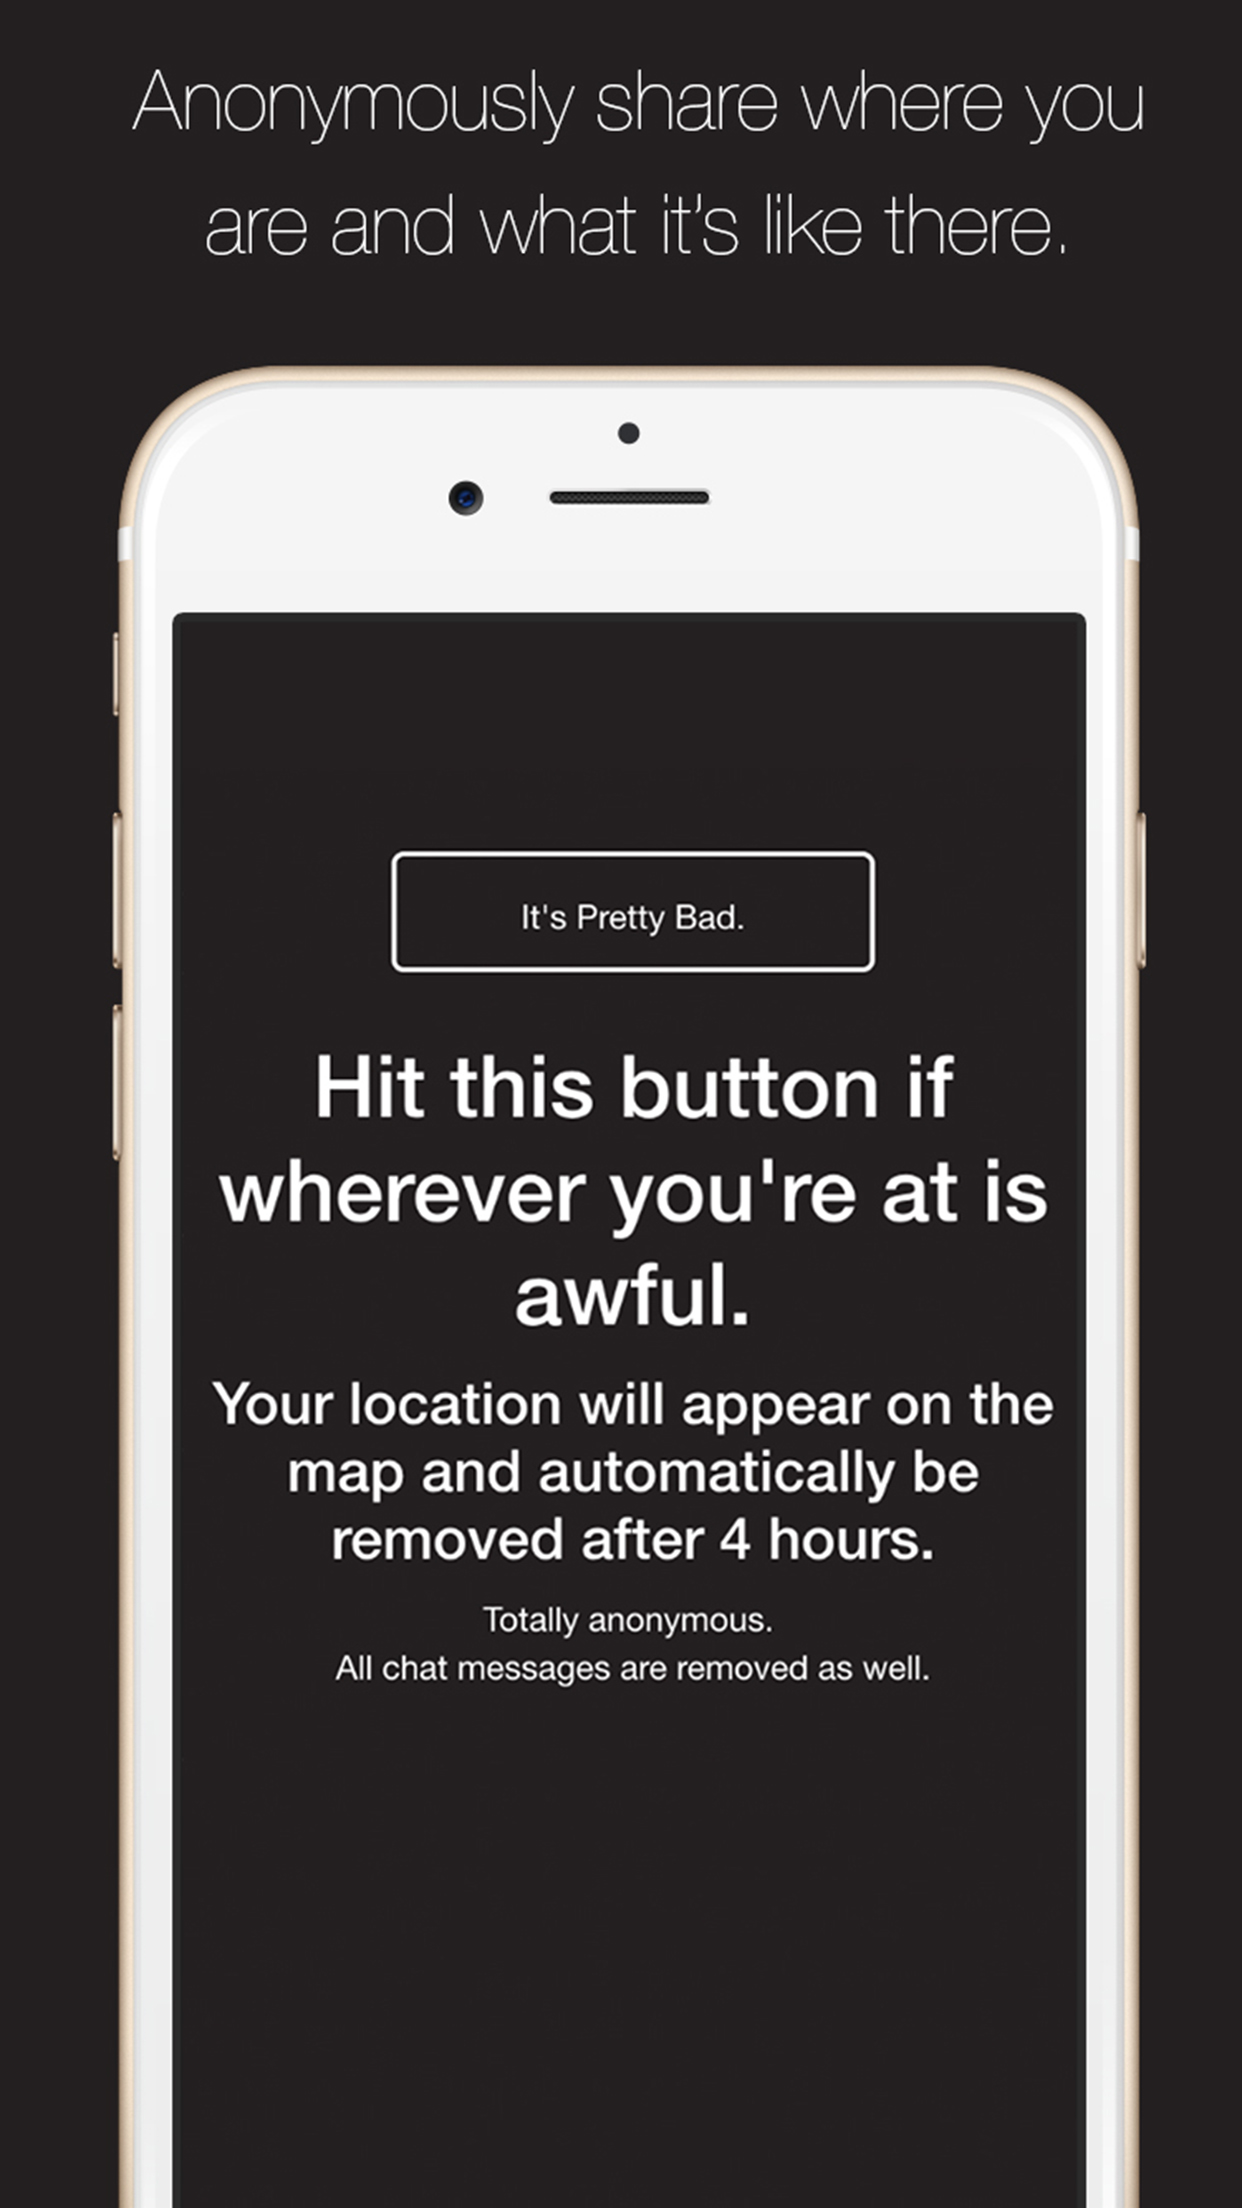 Anonymously share where you
are and what it's like there.
It's Pretty Bad.
Hit this button if
wherever you're at is
awful.
Your location will appear on the
map and automatically be
removed after 4 hours.
Totally anonymous.
All chat messages are removed as well.